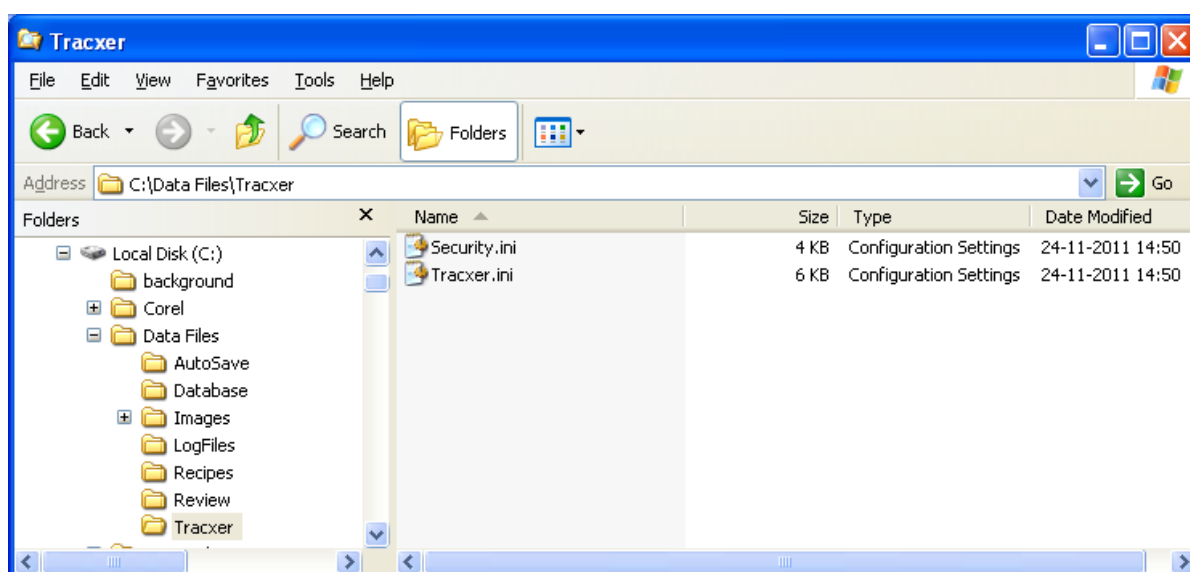 Tracxer
File Edit View Favorites Tools Help
Back Search Folders
Address C:\Data Files\Tracxer Go
Folders Name Size Type Date Modified
Local Disk (C:) Security.ini 4 KB Configuration Settings 24-11-2011 14:50
background Tracxer.ini 6 KB Configuration Settings 24-11-2011 14:50
Corel
Data Files
AutoSave
Database
Images
LogFiles
Recipes
Review
Tracxer